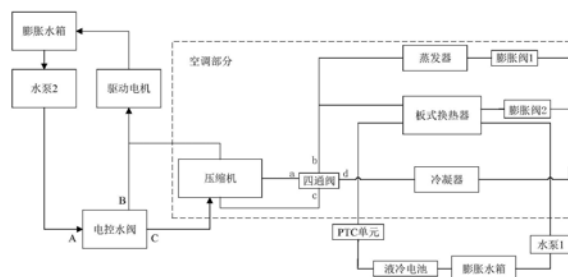 膨胀水箱
空调部分
蒸发器
膨胀阀1
水泵2
驱动电机
板式换热器
膨胀阀2
b
压缩机
a
四通阀
d
冷凝器
c
B
电控水阀
A
C
PTC单元
水泵1
液冷电池
膨胀水箱